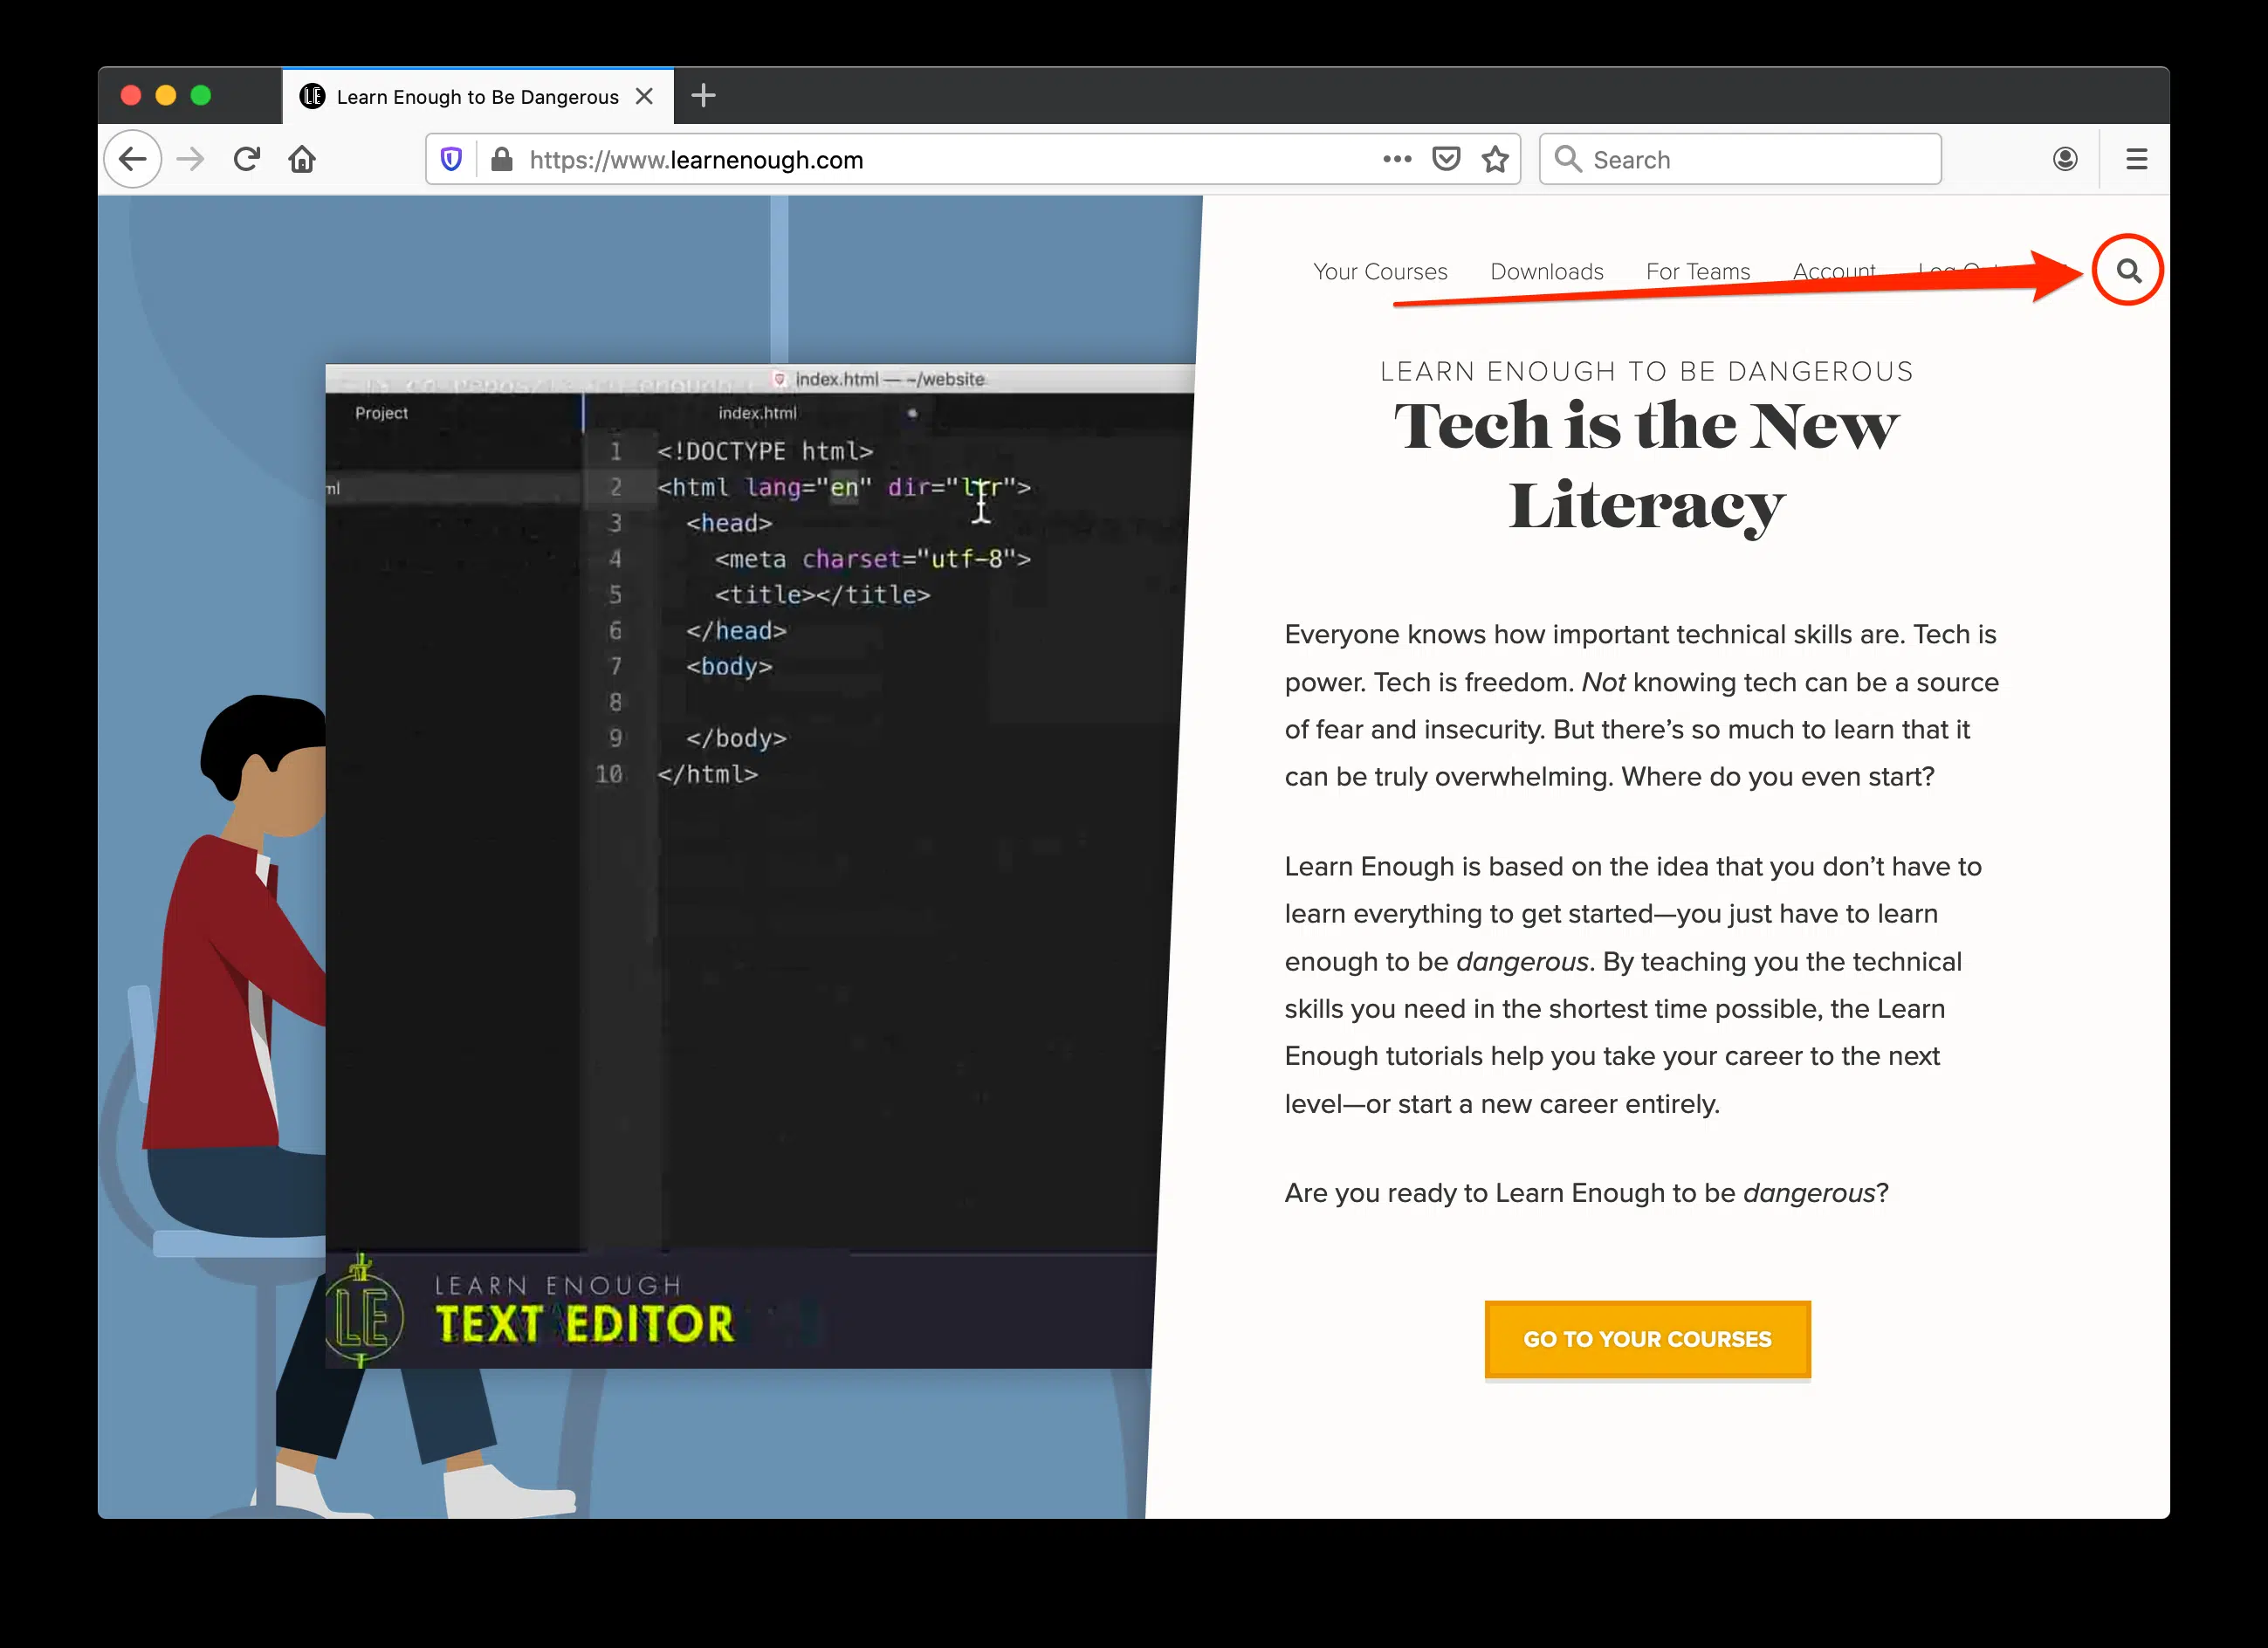 LE Learn Enough to Be Dangerous
https://www.learnenough.com
Search
Your Courses Downloads For Teams Account Log Out
LEARN ENOUGH TO BE DANGEROUS
Tech is the New
Literacy
Everyone knows how important technical skills are. Tech is
power. Tech is freedom. Not knowing tech can be a source
of fear and insecurity. But there’s so much to learn that it
can be truly overwhelming. Where do you even start?
Learn Enough is based on the idea that you don’t have to
learn everything to get started—you just have to learn
enough to be dangerous. By teaching you the technical
skills you need in the shortest time possible, the Learn
Enough tutorials help you take your career to the next
level—or start a new career entirely.
Are you ready to Learn Enough to be dangerous?
GO TO YOUR COURSES
index.html — ~/website
Project
index.html
ml
1 <!DOCTYPE html>
2 <html lang="en" dir="ltr">
3 <head>
4 <meta charset="utf-8">
5 <title></title>
6 </head>
7 <body>
8
9 </body>
10 </html>
LE
LEARN ENOUGH
TEXT EDITOR